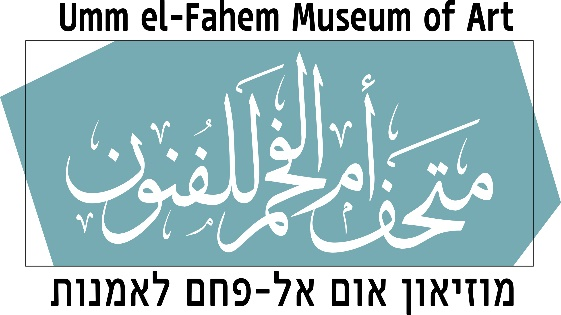 Umm el-Fahem Museum of Art
متحف أم الفحم للفنون
מוזיאון אום אל-פחם לאמנות